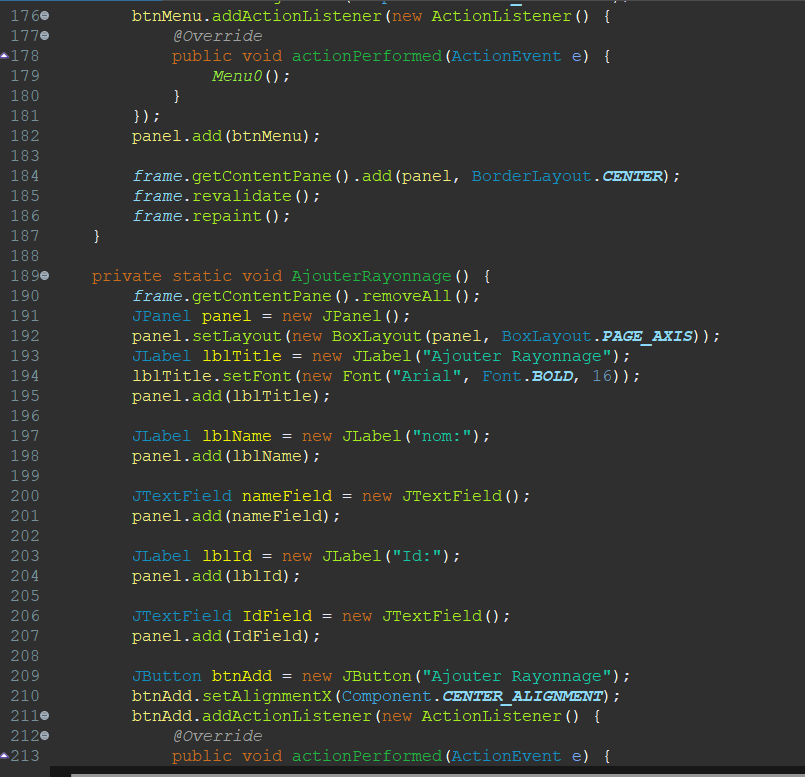 176 btnMenu.addActionListener(new ActionListener() {
177 @Override
178 public void actionPerformed(ActionEvent e) {
179 Menu0();
180 }
181 });
182 panel.add(btnMenu);
183
184 frame.getContentPane().add(panel, BorderLayout.CENTER);
185 frame.revalidate();
186 frame.repaint();
187 }
188
189 private static void AjouterRayonnage() {
190 frame.getContentPane().removeAll();
191 JPanel panel = new JPanel();
192 panel.setLayout(new BoxLayout(panel, BoxLayout.PAGE_AXIS));
193 JLabel lblTitle = new JLabel("Ajouter Rayonnage");
194 lblTitle.setFont(new Font("Arial", Font.BOLD, 16));
195 panel.add(lblTitle);
196
197 JLabel lblName = new JLabel("nom:");
198 panel.add(lblName);
199
200 JTextField nameField = new JTextField();
201 panel.add(nameField);
202
203 JLabel lblId = new JLabel("Id:");
204 panel.add(lblId);
205
206 JTextField IdField = new JTextField();
207 panel.add(IdField);
208
209 JButton btnAdd = new JButton("Ajouter Rayonnage");
210 btnAdd.setAlignmentX(Component.CENTER_ALIGNMENT);
211 btnAdd.addActionListener(new ActionListener() {
212 @Override
213 public void actionPerformed(ActionEvent e) {